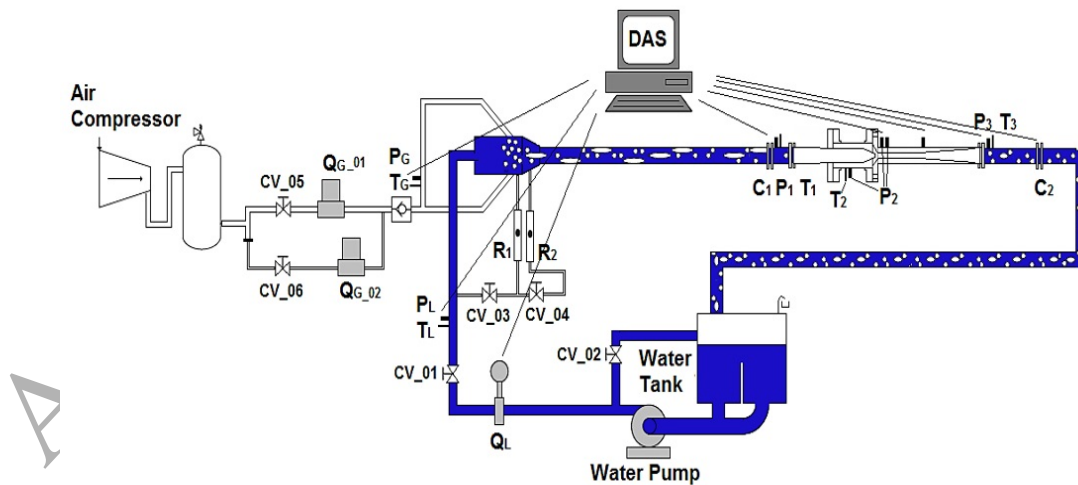 DAS
Air
Compressor
CV_05
QG_01
PG
TG
P3 T3
C1 P1 T1
T2
P2
C2
R1
R2
CV_06
QG_02
PL
TL
CV_03
CV_04
CV_02
Water
Tank
CV_01
QL
Water Pump
A